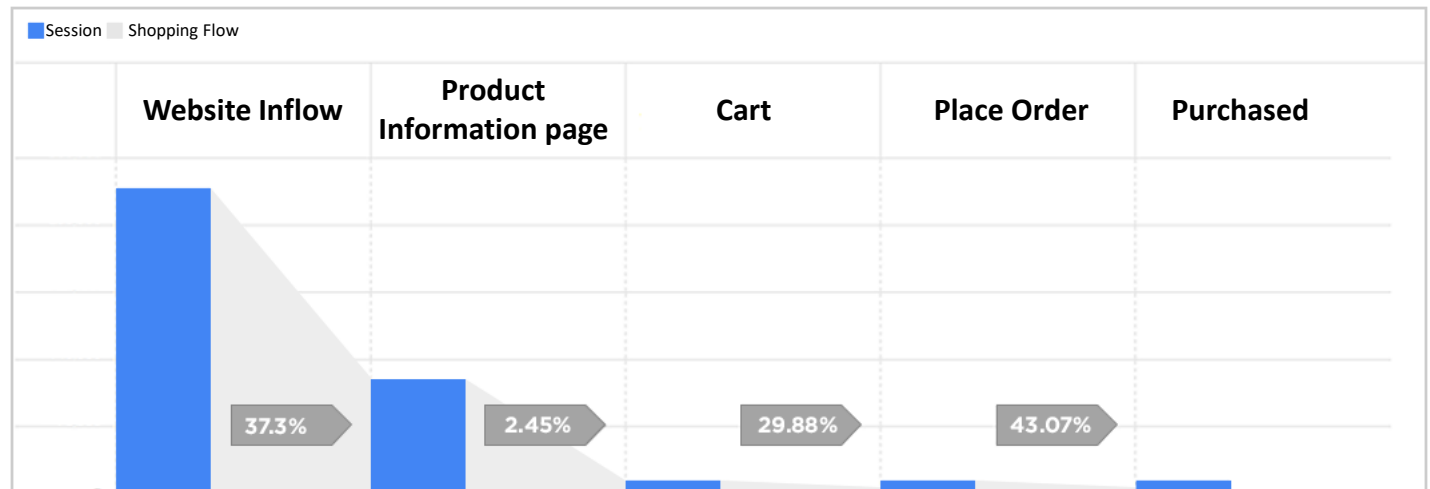 Session Shopping Flow
Website Inflow
Product
Information page
Cart
Place Order
Purchased
37.3%
2.45%
29.88%
43.07%